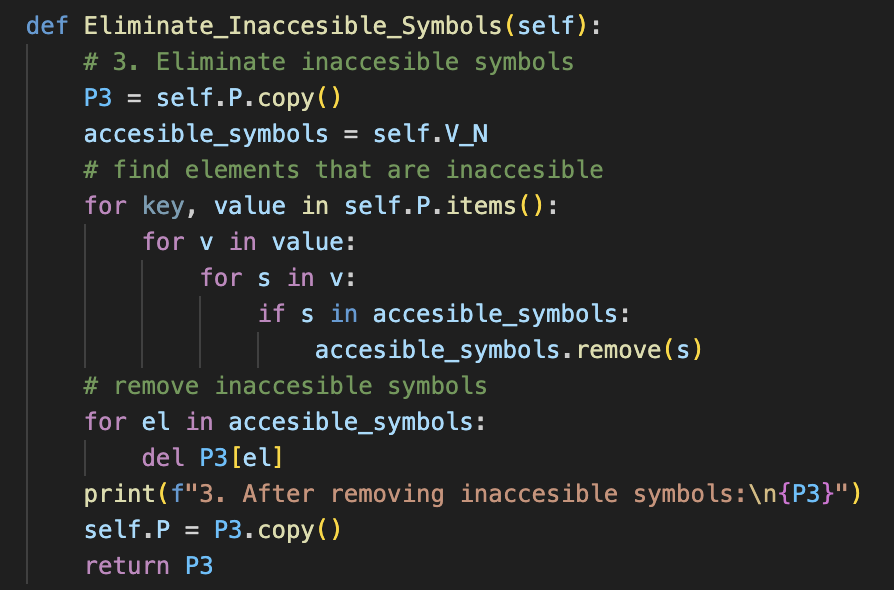 def Eliminate_Inaccesible_Symbols(self):
    # 3. Eliminate inaccesible symbols
    P3 = self.P.copy()
    accesible_symbols = self.V_N
    # find elements that are inaccesible
    for key, value in self.P.items():
        for v in value:
            for s in v:
                if s in accesible_symbols:
                    accesible_symbols.remove(s)
    # remove inaccesible symbols
    for el in accesible_symbols:
        del P3[el]
    print(f"3. After removing inaccesible symbols:\n{P3}")
    self.P = P3.copy()
    return P3